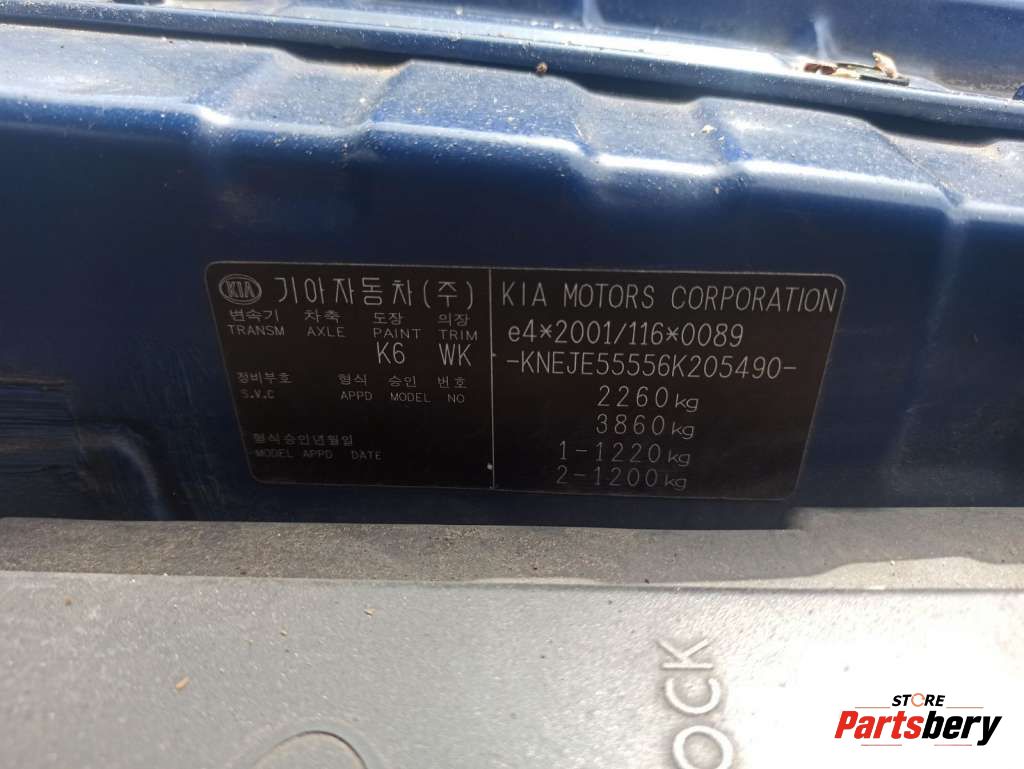 KIA 기아자동차(주)
변속기 차축 도장 의장
TRANSM AXLE PAINT TRIM
K6 WK
정비부호 형식 승인 번호
S.V.C APPD MODEL NO
형식승인년월일
MODEL APPD DATE
KIA MOTORS CORPORATION
e4*2001/116*0089
-KNEJE55556K205490-
2260kg
3860kg
1-1220kg
2-1200kg
OCK
STORE
Partsbery